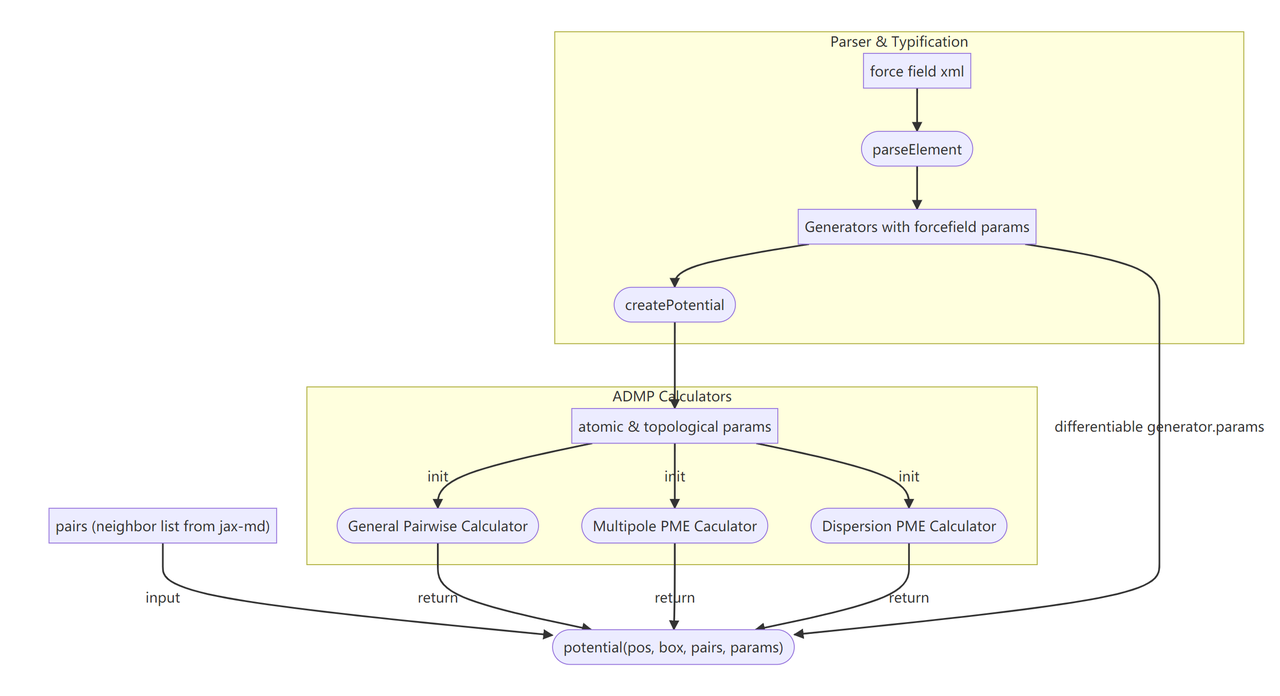 Parser & Typification
force field xml
parseElement
Generators with forcefield params
createPotential
ADMP Calculators
atomic & topological params
differentiable generator.params
init
init
init
pairs (neighbor list from jax-md)
General Pairwise Calculator
Multipole PME Caculator
Dispersion PME Calculator
input
return
return
return
potential(pos, box, pairs, params)